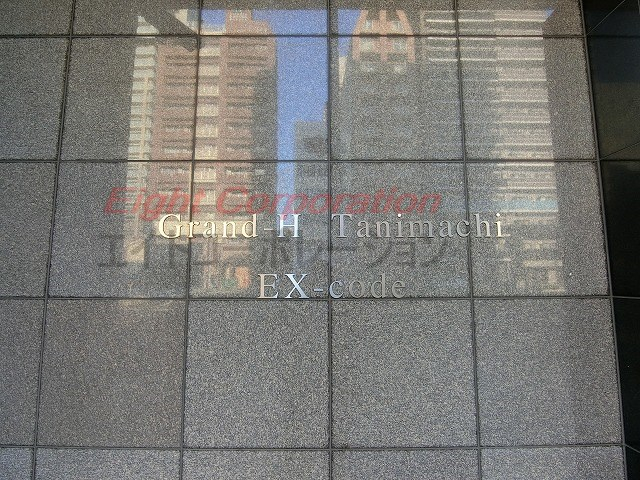 Eight Corporation
Grand-H Tanimachi
エイトコーポレーション
EX-code